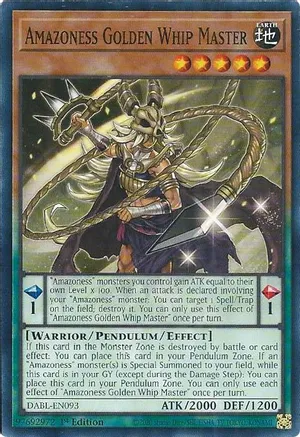 AMAZONESS GOLDEN WHIP MASTER
EARTH
地
"Amazoness" monsters you control gain ATK equal to their
own Level x 100. When an attack is declared involving
your "Amazoness" monster: You can target 1 Spell/Trap
on the field; destroy it. You can only use this effect of
"Amazoness Golden Whip Master" once per turn.
1
1
[WARRIOR/PENDULUM/EFFECT]
If this card in the Monster Zone is destroyed by battle or card
effect: You can place this card in your Pendulum Zone. If an
"Amazoness" monster(s) is Special Summoned to your field, while
this card is in your GY (except during the Damage Step): You can
place this card in your Pendulum Zone. You can only use each
effect of "Amazoness Golden Whip Master" once per turn.
DABL-EN093
ATK/2000 DEF/1200
97692972 1st Edition